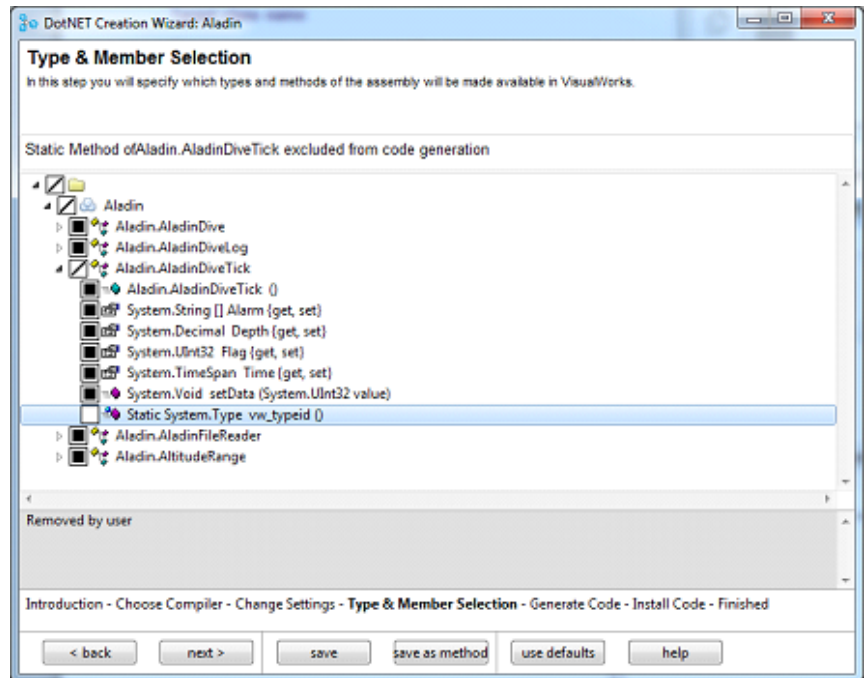 DotNET Creation Wizard: Aladin
Type & Member Selection
In this step you will specify which types and methods of the assembly will be made available in VisualWorks.
Static Method ofAladin.AladinDiveTick excluded from code generation
Aladin
Aladin.AladinDive
Aladin.AladinDiveLog
Aladin.AladinDiveTick
Aladin.AladinDiveTick ()
System.String [] Alarm {get, set}
System.Decimal Depth {get, set}
System.UInt32 Flag {get, set}
System.TimeSpan Time {get, set}
System.Void setData (System.UInt32 value)
Static System.Type vw_typeid ()
Aladin.AladinFileReader
Aladin.AltitudeRange
Removed by user
Introduction - Choose Compiler - Change Settings - Type & Member Selection - Generate Code - Install Code - Finished
< back next > save save as method use defaults help